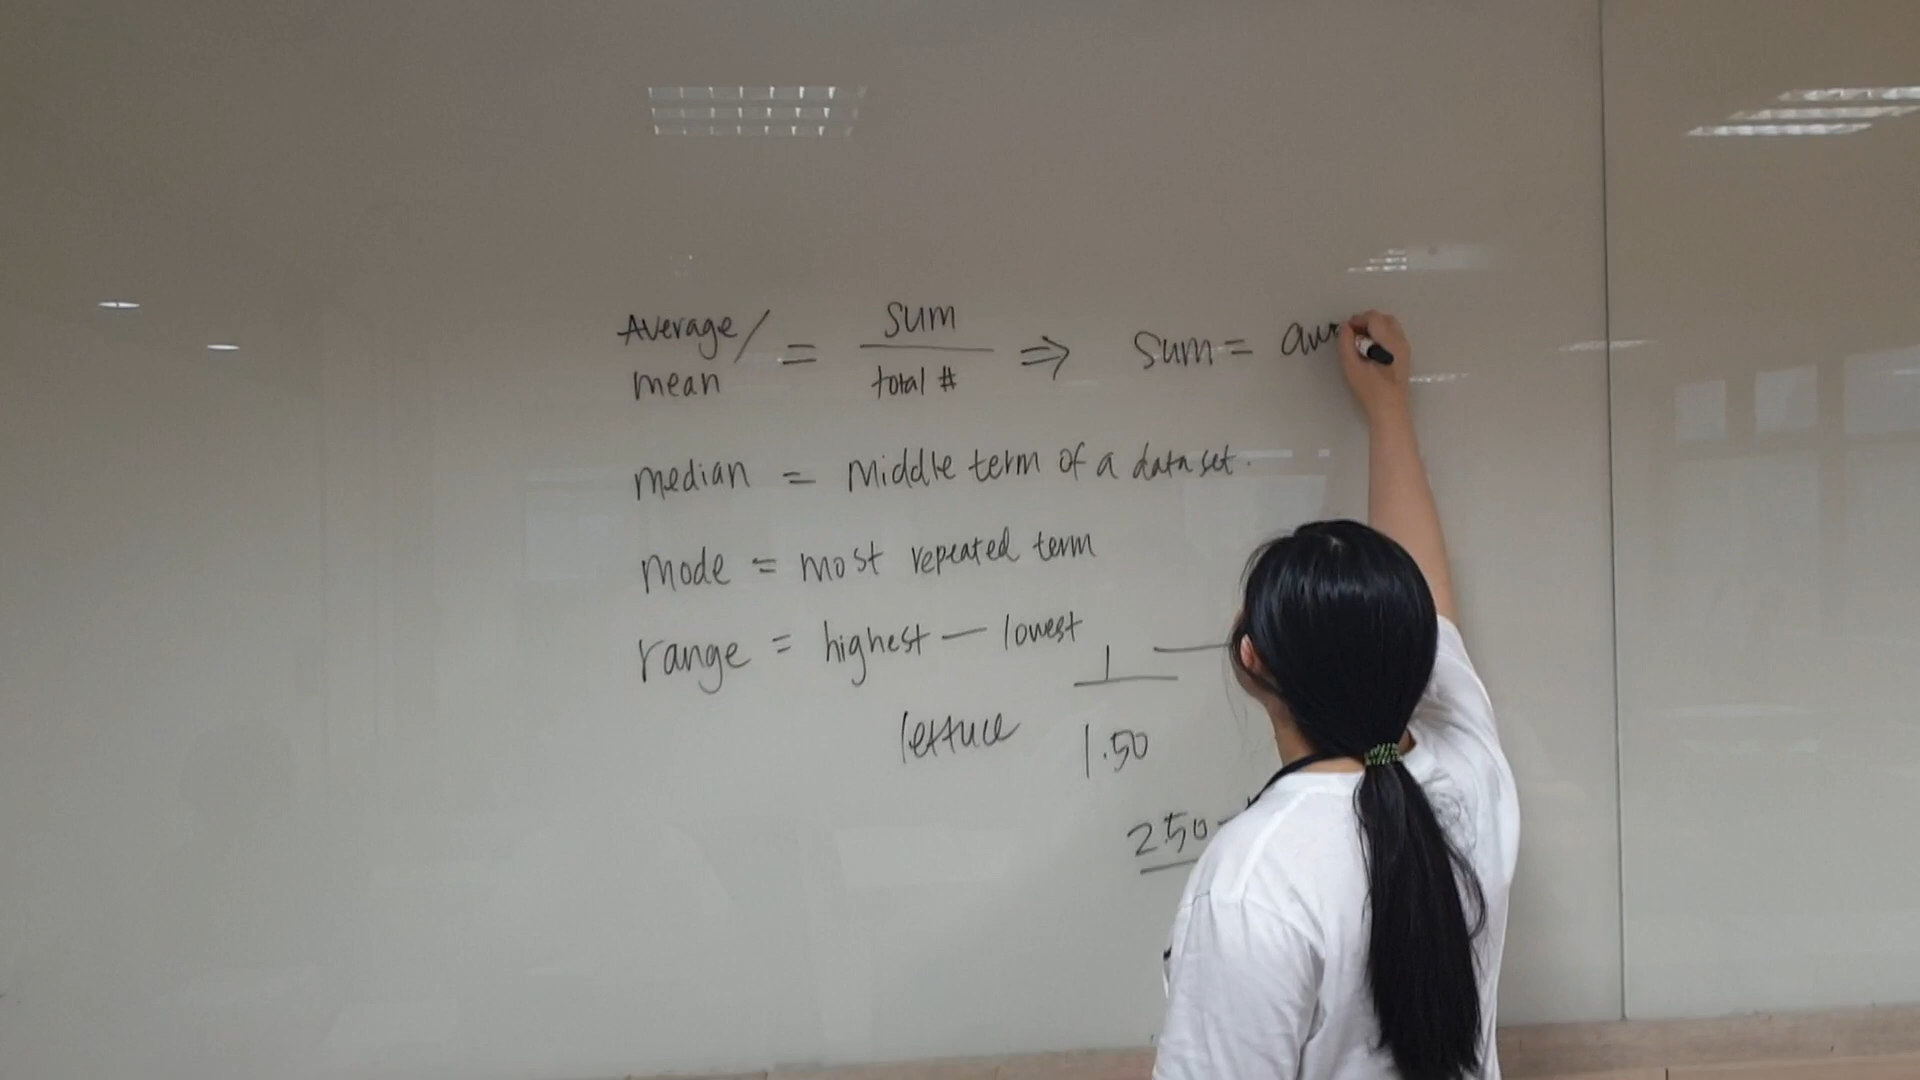 Average/ mean = sum / total # ⇒ sum =
median = Middle term of a data set.
mode = most repeated term
range = highest — lowest
1
lettuce 1.50
2.50